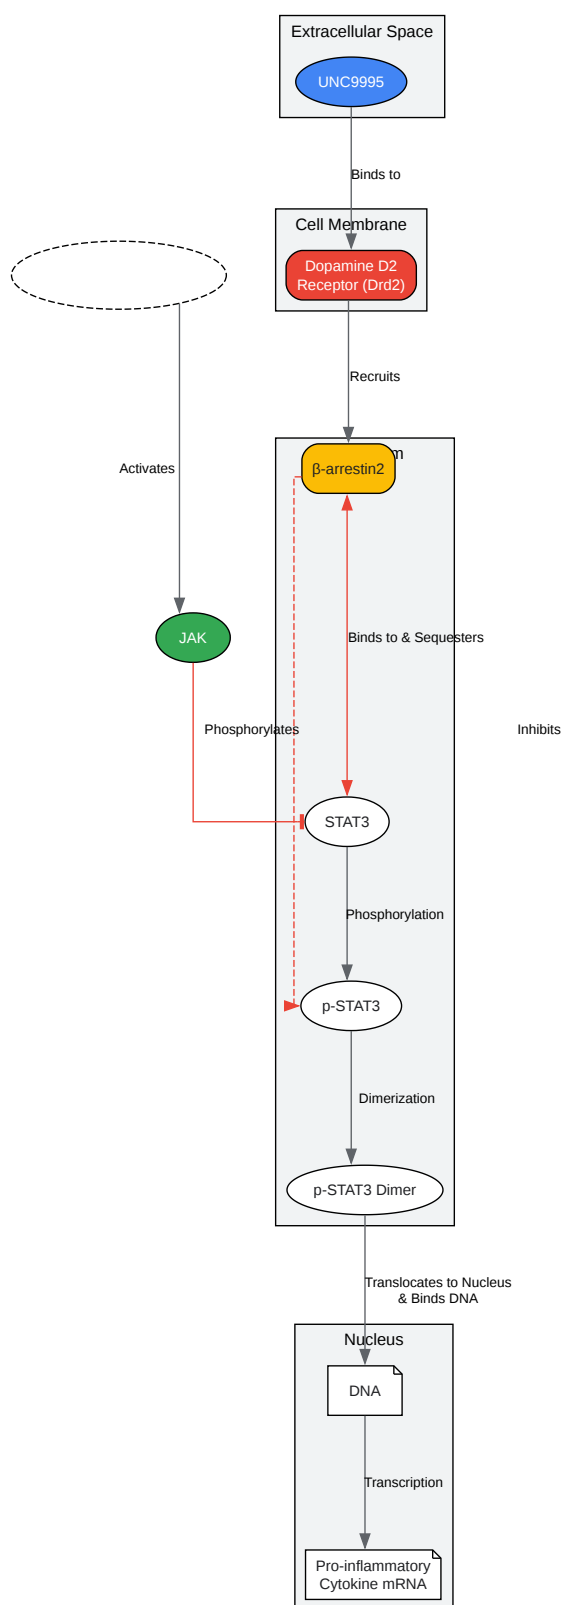 Extracellular Space
UNC9995
Binds to
Cell Membrane
Dopamine D2
Receptor (Drd2)
Recruits
β-arrestin2
Activates
JAK
Binds to & Sequesters
Phosphorylates
Inhibits
STAT3
Phosphorylation
p-STAT3
Dimerization
p-STAT3 Dimer
Translocates to Nucleus
& Binds DNA
Nucleus
DNA
Transcription
Pro-inflammatory
Cytokine mRNA